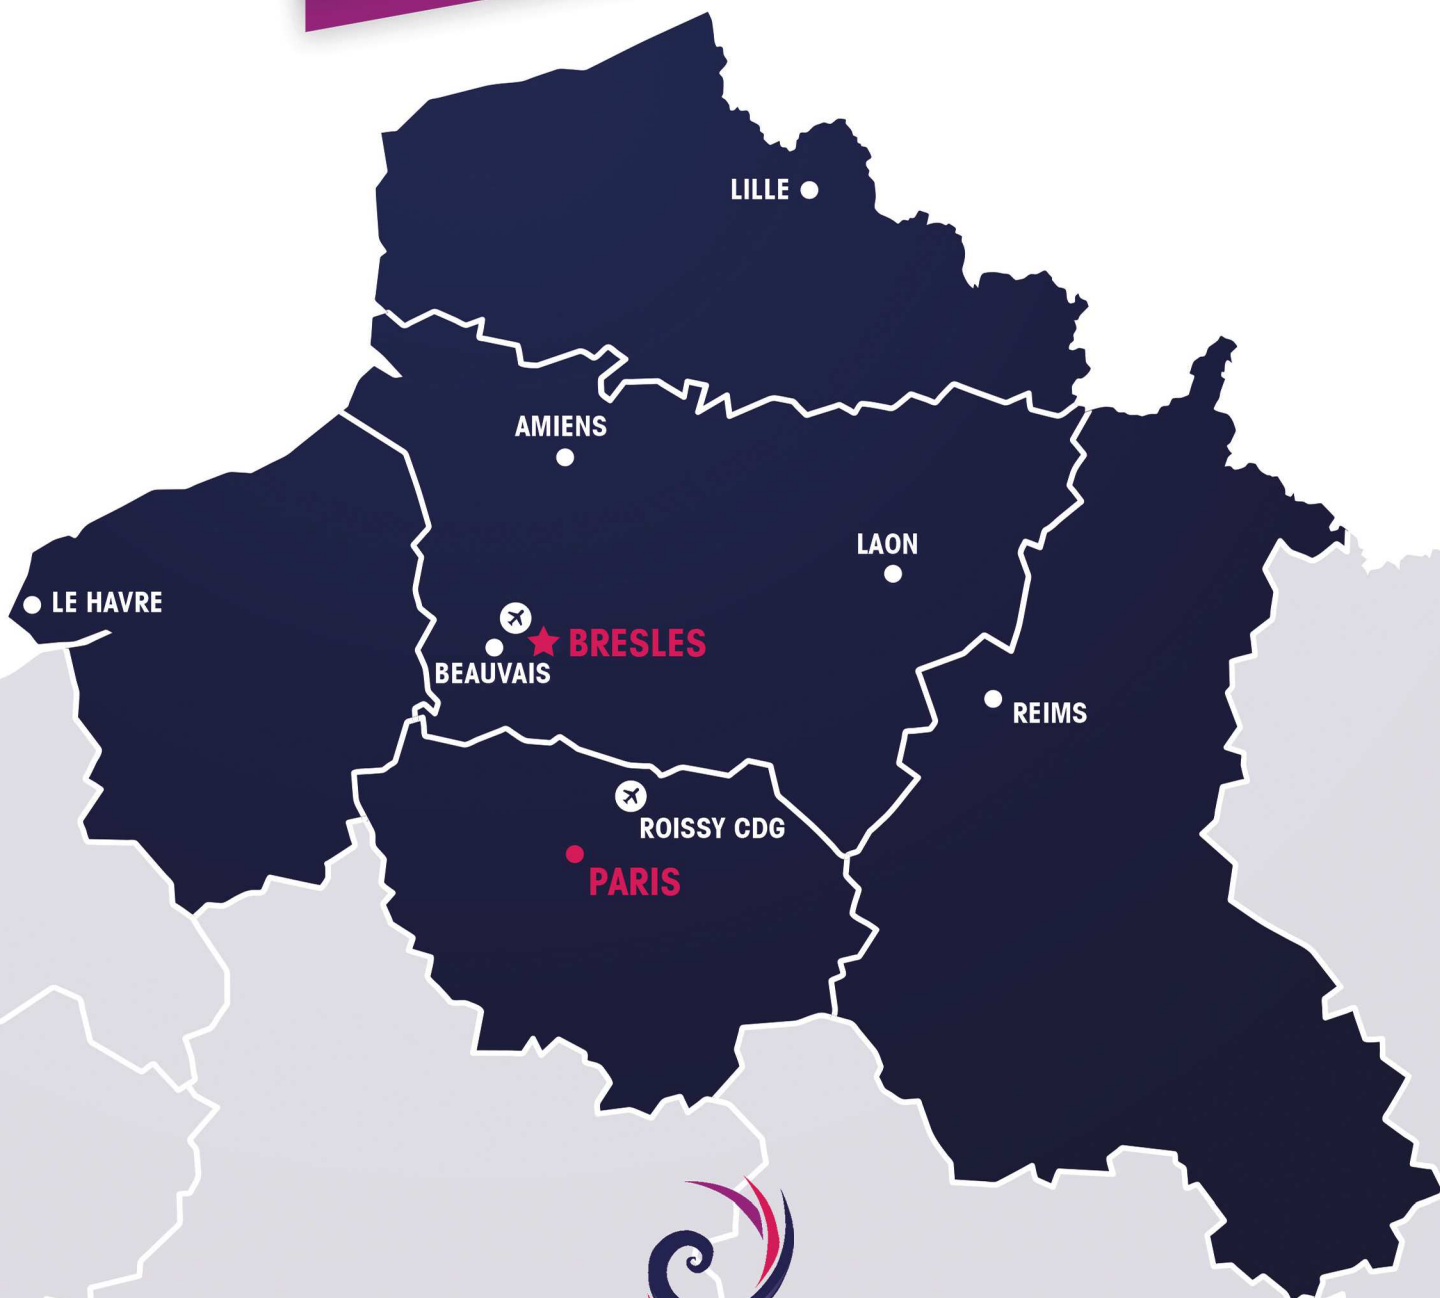 LILLE
AMIENS
LAON
LE HAVRE
BRESLES
BEAUVAIS
REIMS
ROISSY CDG
PARIS